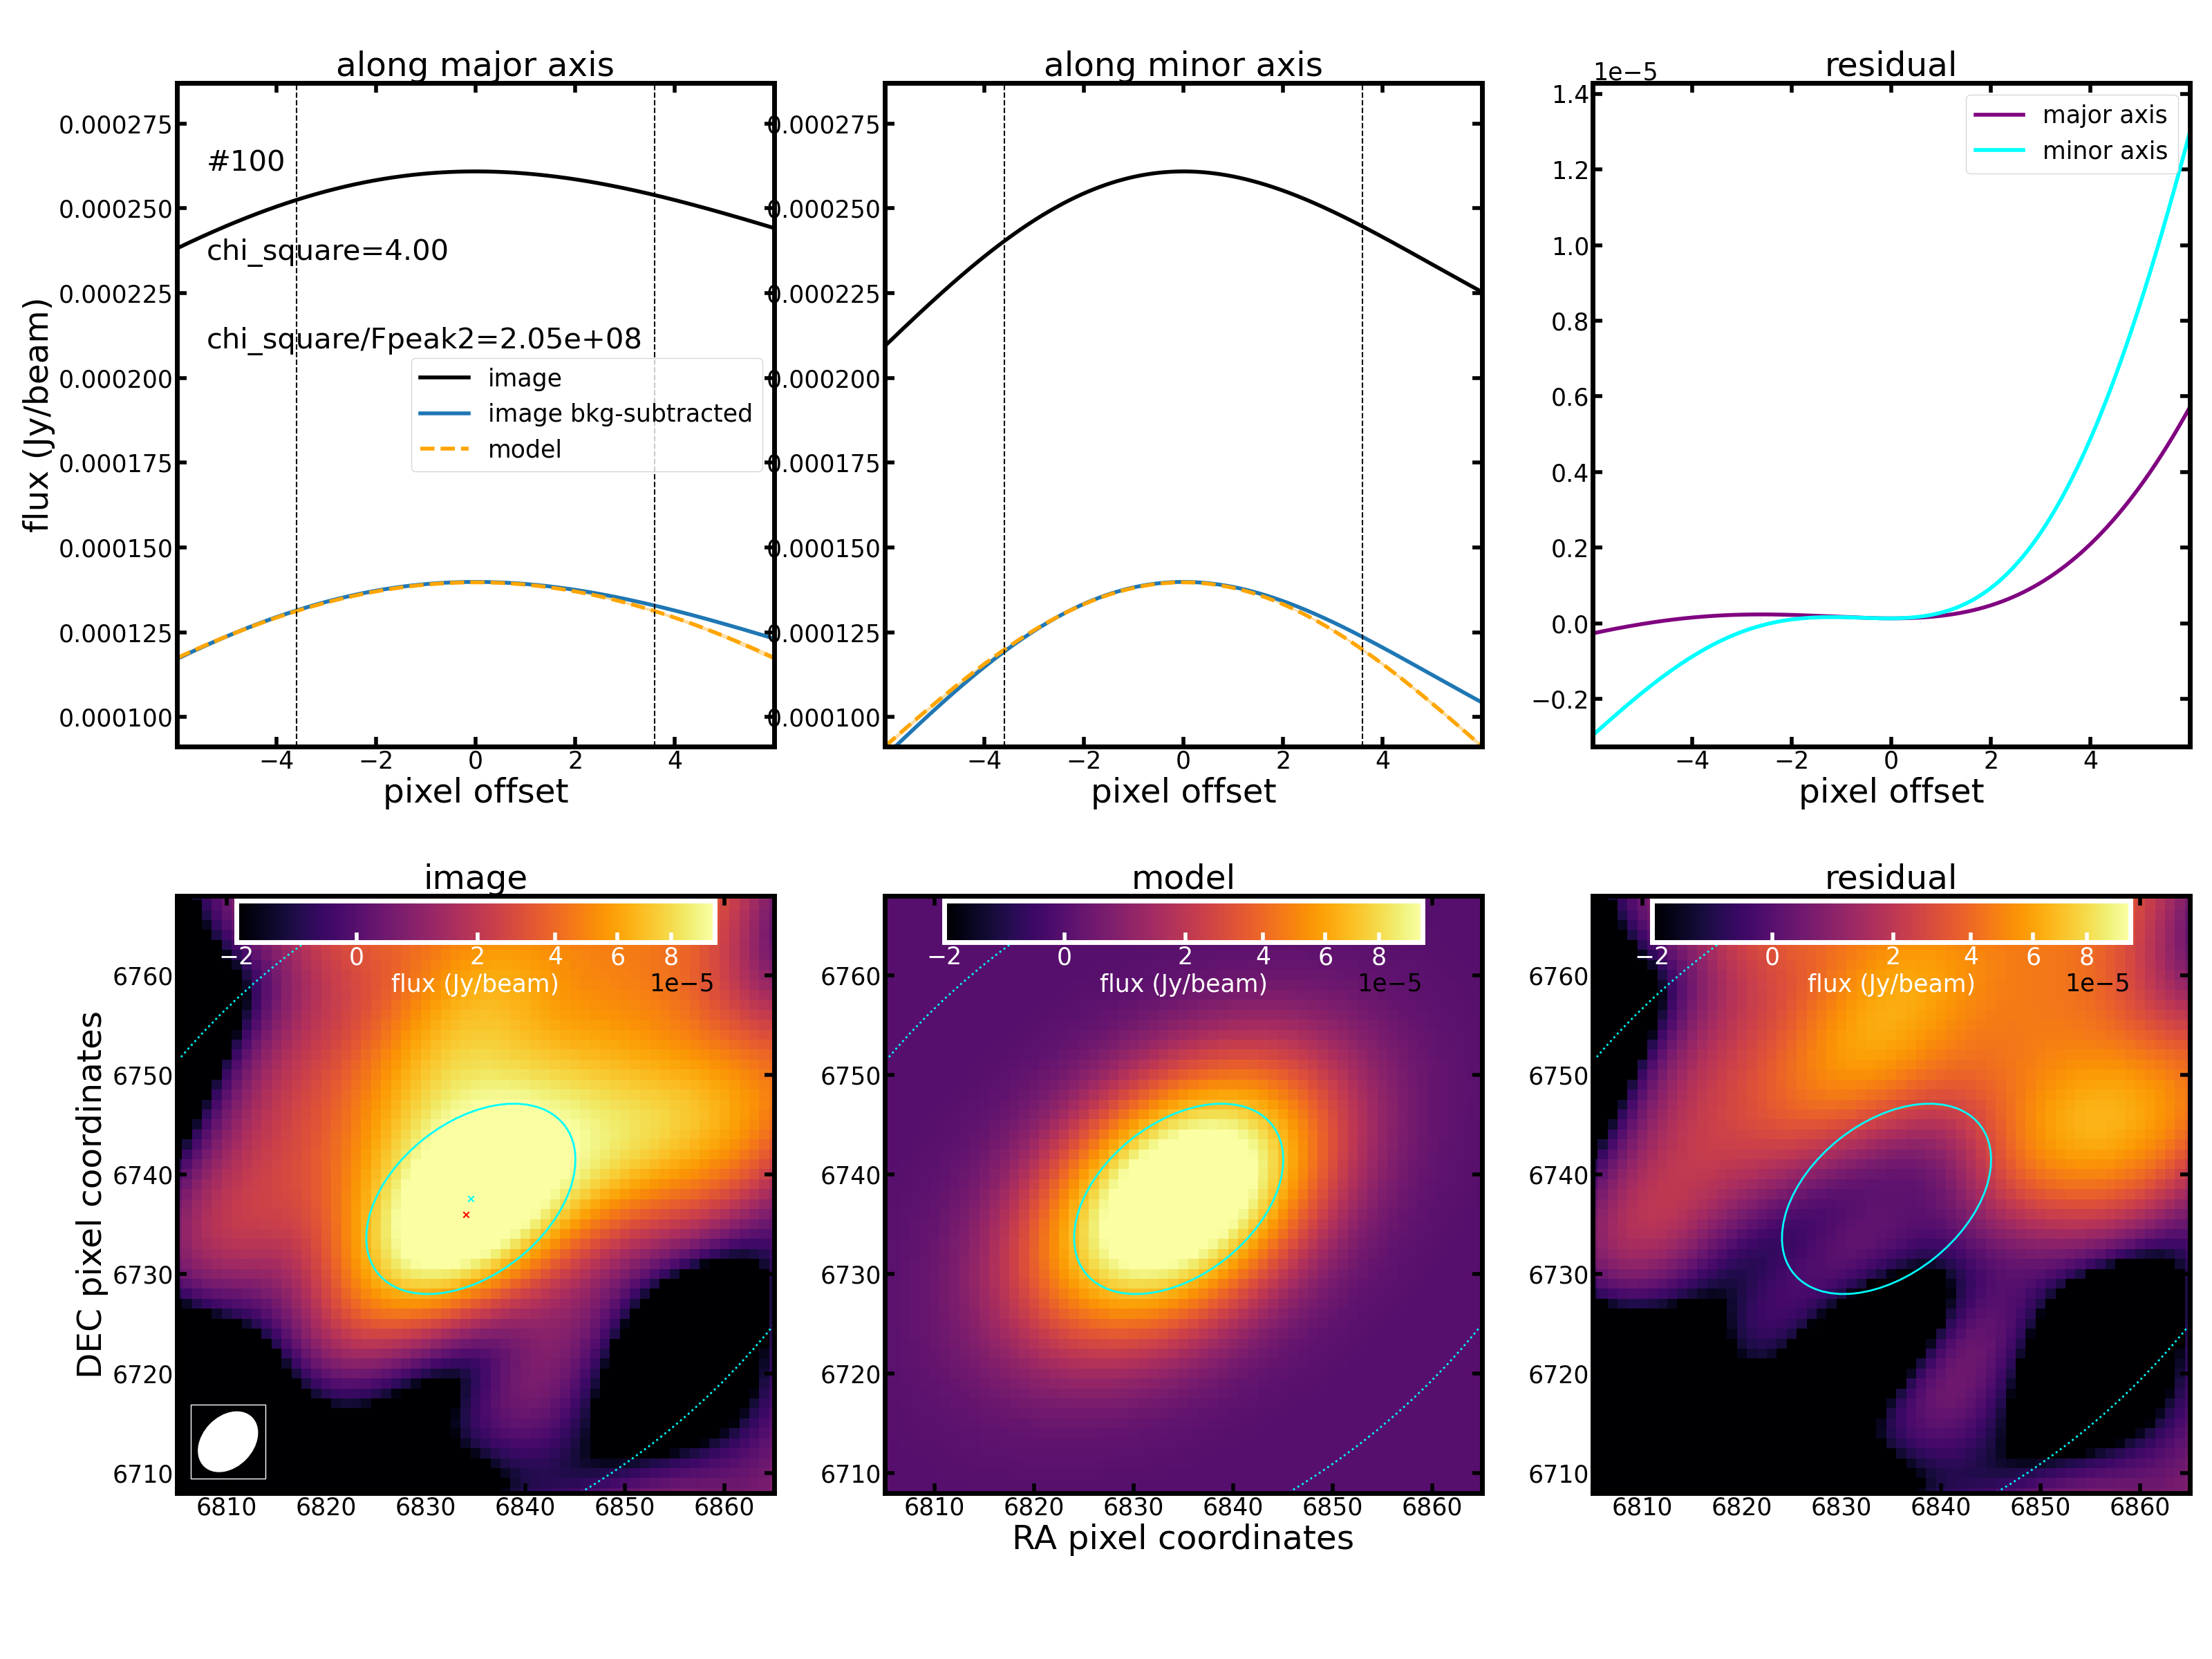 along major axis
along minor axis
residual
1e−5
flux (Jy/beam)
0.000275
0.000250
0.000225
0.000200
0.000175
0.000150
0.000125
0.000100
#100
chi_square=4.00
chi_square/Fpeak2=2.05e+08
image
image bkg-subtracted
model
−4 −2 0 2 4
pixel offset
0.000275
0.000250
0.000225
0.000200
0.000175
0.000150
0.000125
0.000100
−4 −2 0 2 4
pixel offset
1.4
1.2
1.0
0.8
0.6
0.4
0.2
0.0
−0.2
major axis
minor axis
−4 −2 0 2 4
pixel offset
image
model
residual
DEC pixel coordinates
−2 0 2 4 6 8
flux (Jy/beam) 1e−5
6760
6750
6740
6730
6720
6710
6810 6820 6830 6840 6850 6860
−2 0 2 4 6 8
flux (Jy/beam) 1e−5
6760
6750
6740
6730
6720
6710
6810 6820 6830 6840 6850 6860
RA pixel coordinates
−2 0 2 4 6 8
flux (Jy/beam) 1e−5
6760
6750
6740
6730
6720
6710
6810 6820 6830 6840 6850 6860